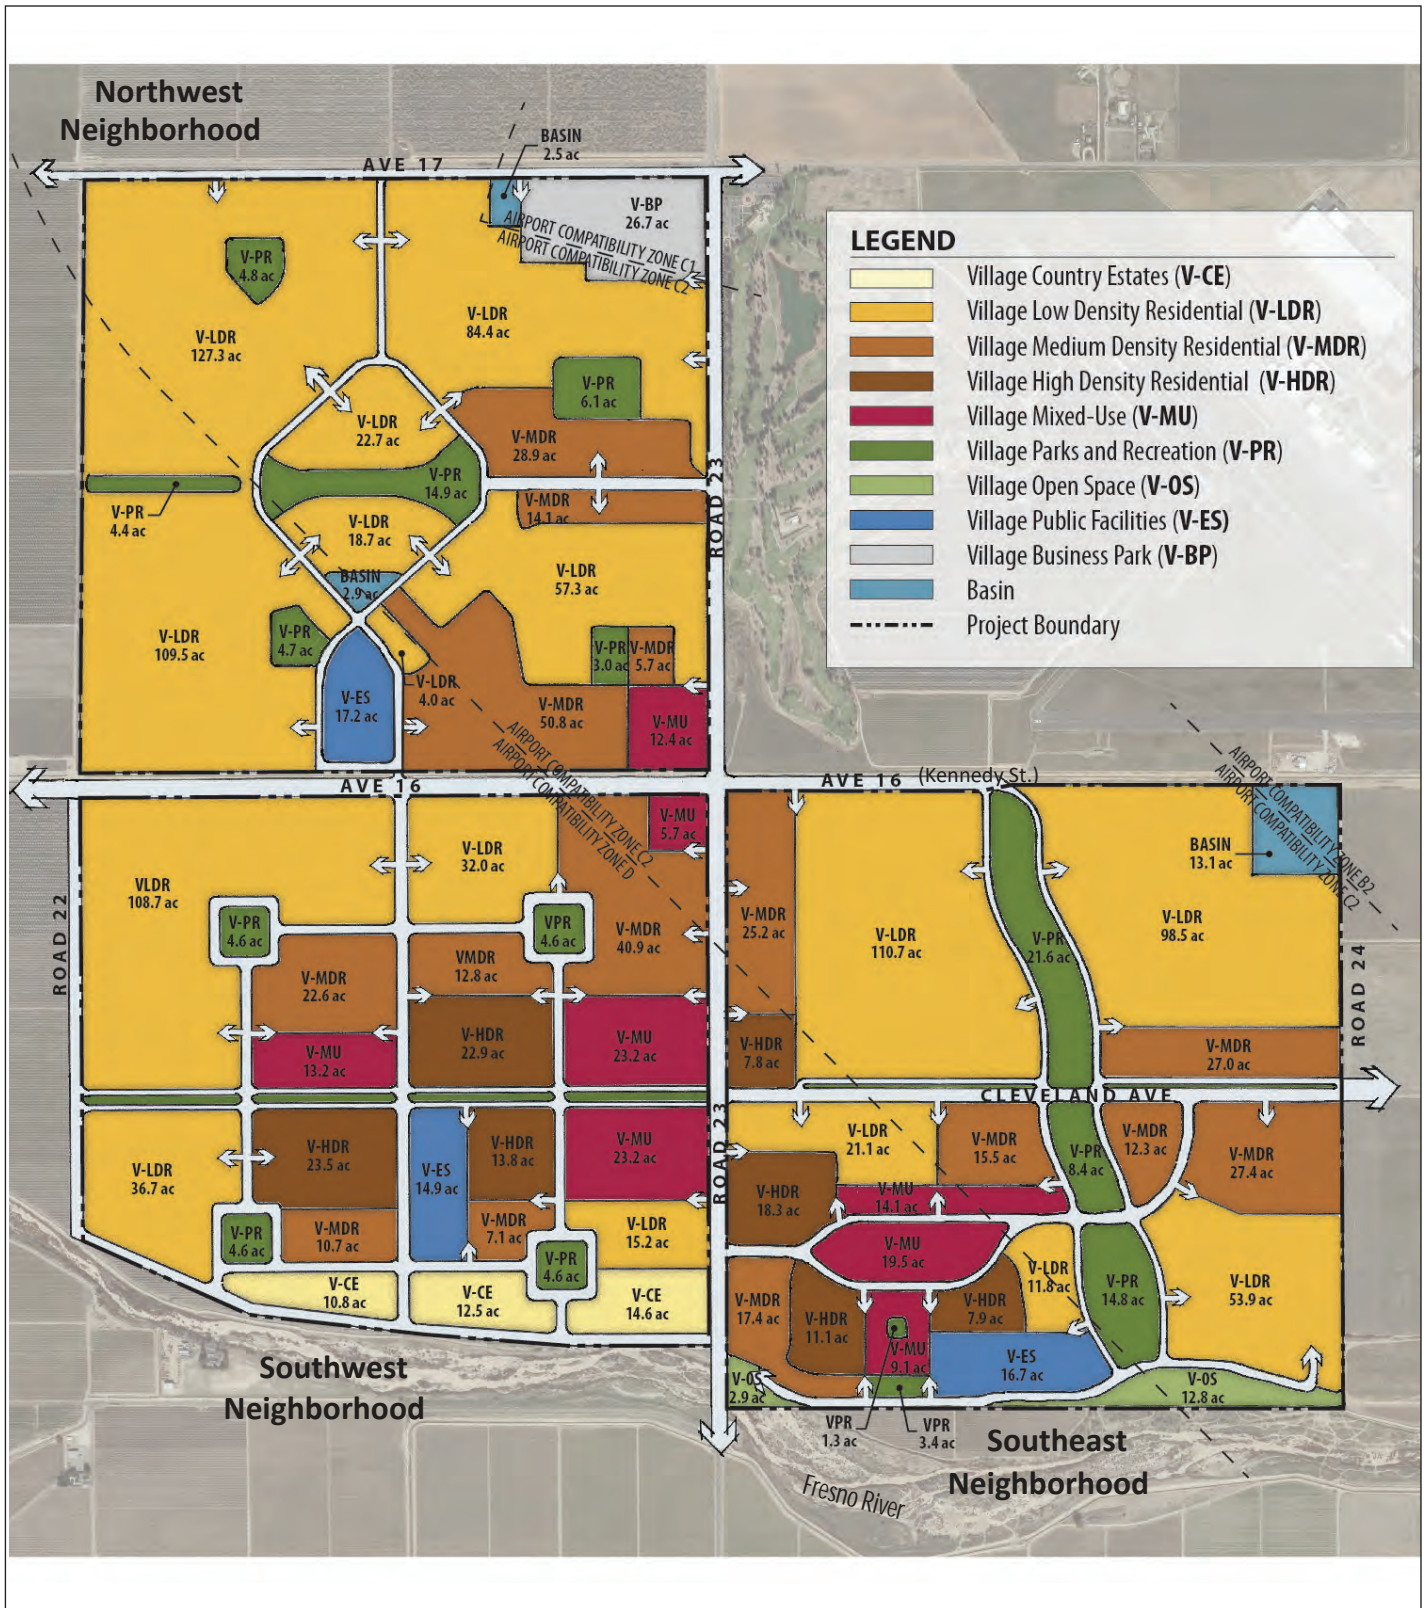 Northwest
Neighborhood
AVE 17
BASIN
2.5 ac
V-BP
26.7 ac
AIRPORT COMPATIBILITY ZONE C1
AIRPORT COMPATIBILITY ZONE C2
V-PR
4.8 ac
V-LDR
127.3 ac
V-LDR
84.4 ac
V-PR
6.1 ac
V-LDR
22.7 ac
V-MDR
28.9 ac
V-PR
14.9 ac
V-PR
4.4 ac
V-MDR
14.1 ac
V-LDR
18.7 ac
ROAD 23
BASIN
2.9 ac
V-LDR
57.3 ac
V-LDR
109.5 ac
V-PR
4.7 ac
V-PR
3.0 ac
V-MDR
5.7 ac
V-LDR
4.0 ac
V-ES
17.2 ac
V-MDR
50.8 ac
V-MU
12.4 ac
LEGEND
Village Country Estates (V-CE)
Village Low Density Residential (V-LDR)
Village Medium Density Residential (V-MDR)
Village High Density Residential (V-HDR)
Village Mixed-Use (V-MU)
Village Parks and Recreation (V-PR)
Village Open Space (V-OS)
Village Public Facilities (V-ES)
Village Business Park (V-BP)
Basin
Project Boundary
AVE 16
AIRPORT COMPATIBILITY ZONE C2
AIRPORT COMPATIBILITY ZONE D
AVE 16 (Kennedy St.)
AIRPORT COMPATIBILITY ZONE B2
AIRPORT COMPATIBILITY ZONE C2
ROAD 22
VLDR
108.7 ac
V-LDR
32.0 ac
V-MU
5.7 ac
V-PR
4.6 ac
VPR
4.6 ac
V-MDR
40.9 ac
V-MDR
22.6 ac
VMDR
12.8 ac
V-MU
13.2 ac
V-HDR
22.9 ac
V-MU
23.2 ac
V-LDR
36.7 ac
V-HDR
23.5 ac
V-ES
14.9 ac
V-HDR
13.8 ac
V-MU
23.2 ac
V-PR
4.6 ac
V-MDR
10.7 ac
V-MDR
7.1 ac
V-LDR
15.2 ac
V-PR
4.6 ac
V-CE
10.8 ac
V-CE
12.5 ac
V-CE
14.6 ac
Southwest
Neighborhood
ROAD 23
V-MDR
25.2 ac
V-LDR
110.7 ac
V-PR
21.6 ac
BASIN
13.1 ac
V-LDR
98.5 ac
ROAD 24
V-HDR
7.8 ac
V-MDR
27.0 ac
CLEVELAND AVE
V-LDR
21.1 ac
V-MDR
15.5 ac
V-PR
8.4 ac
V-MDR
12.3 ac
V-MDR
27.4 ac
V-HDR
18.3 ac
V-MU
14.1 ac
V-MU
19.5 ac
V-LDR
11.8 ac
V-PR
14.8 ac
V-LDR
53.9 ac
V-MDR
17.4 ac
V-HDR
11.1 ac
V-HDR
7.9 ac
V-MU
9.1 ac
V-ES
16.7 ac
V-OS
2.9 ac
V-OS
12.8 ac
VPR
1.3 ac
VPR
3.4 ac
Southeast
Neighborhood
Fresno River